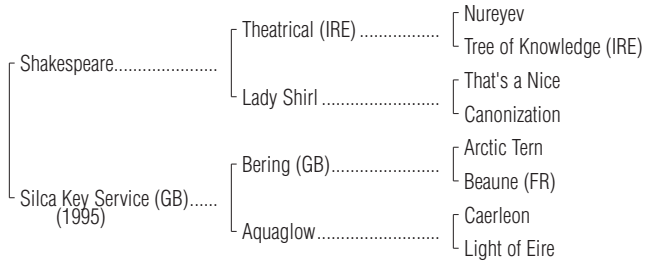 Nureyev
Theatrical (IRE) ..................
Tree of Knowledge (IRE)
Shakespeare.......................
That's a Nice
Lady Shirl ..........................
Canonization
Arctic Tern
Bering (GB)........................
Beaune (FR)
Silca Key Service (GB)......
(1995)
Caerleon
Aquaglow...........................
Light of Eire